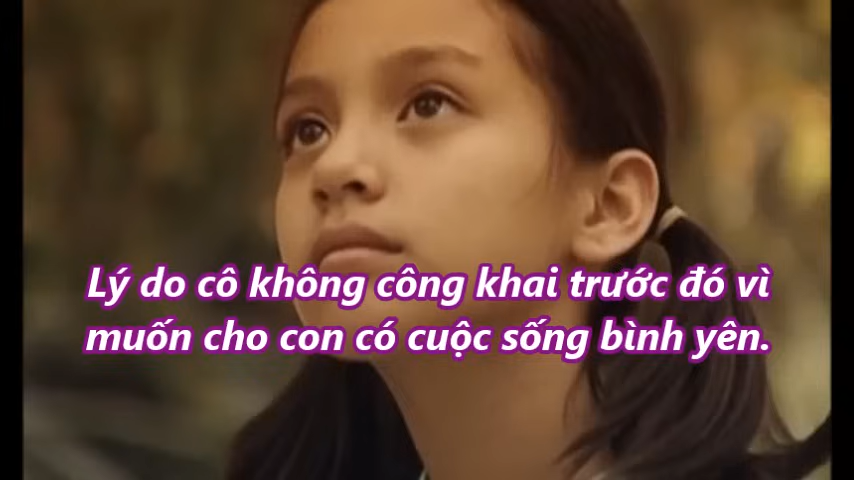 Lý do cô không công khai trước đó vì
muốn cho con có cuộc sống bình yên.